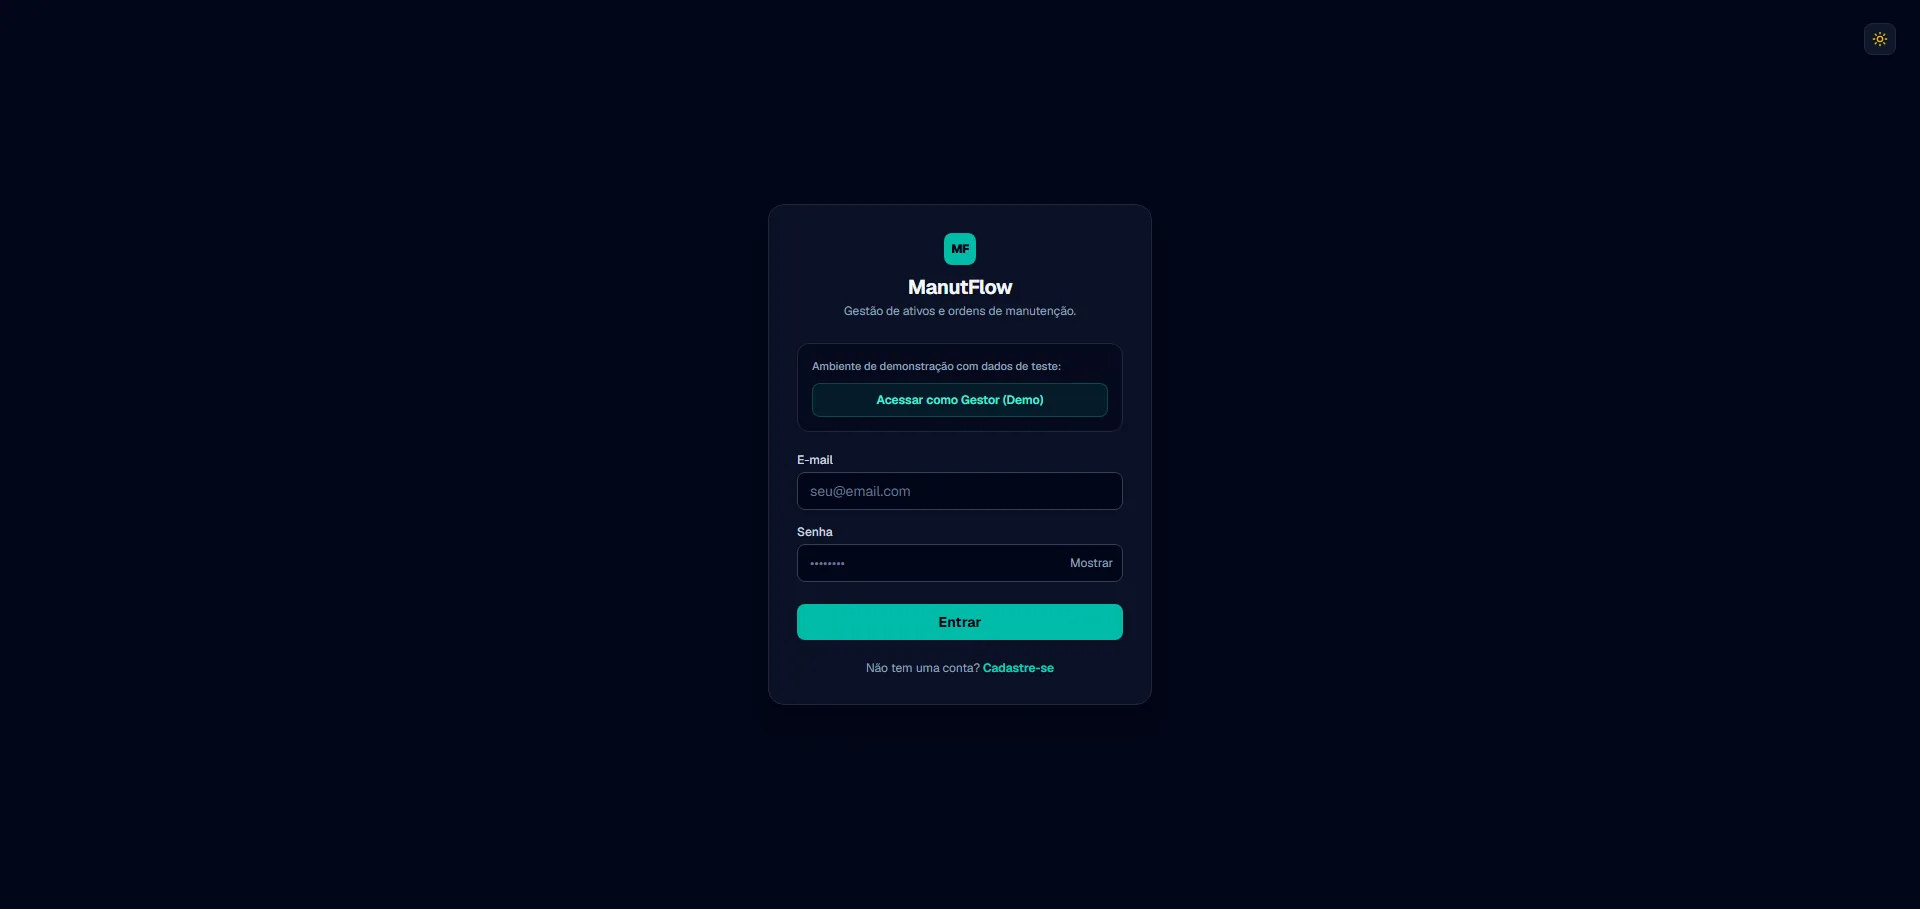 MF
ManutFlow
Gestão de ativos e ordens de manutenção.
Ambiente de demonstração com dados de teste:
Acessar como Gestor (Demo)
E-mail
seu@email.com
Senha
•••••••• Mostrar
Entrar
Não tem uma conta? Cadastre-se